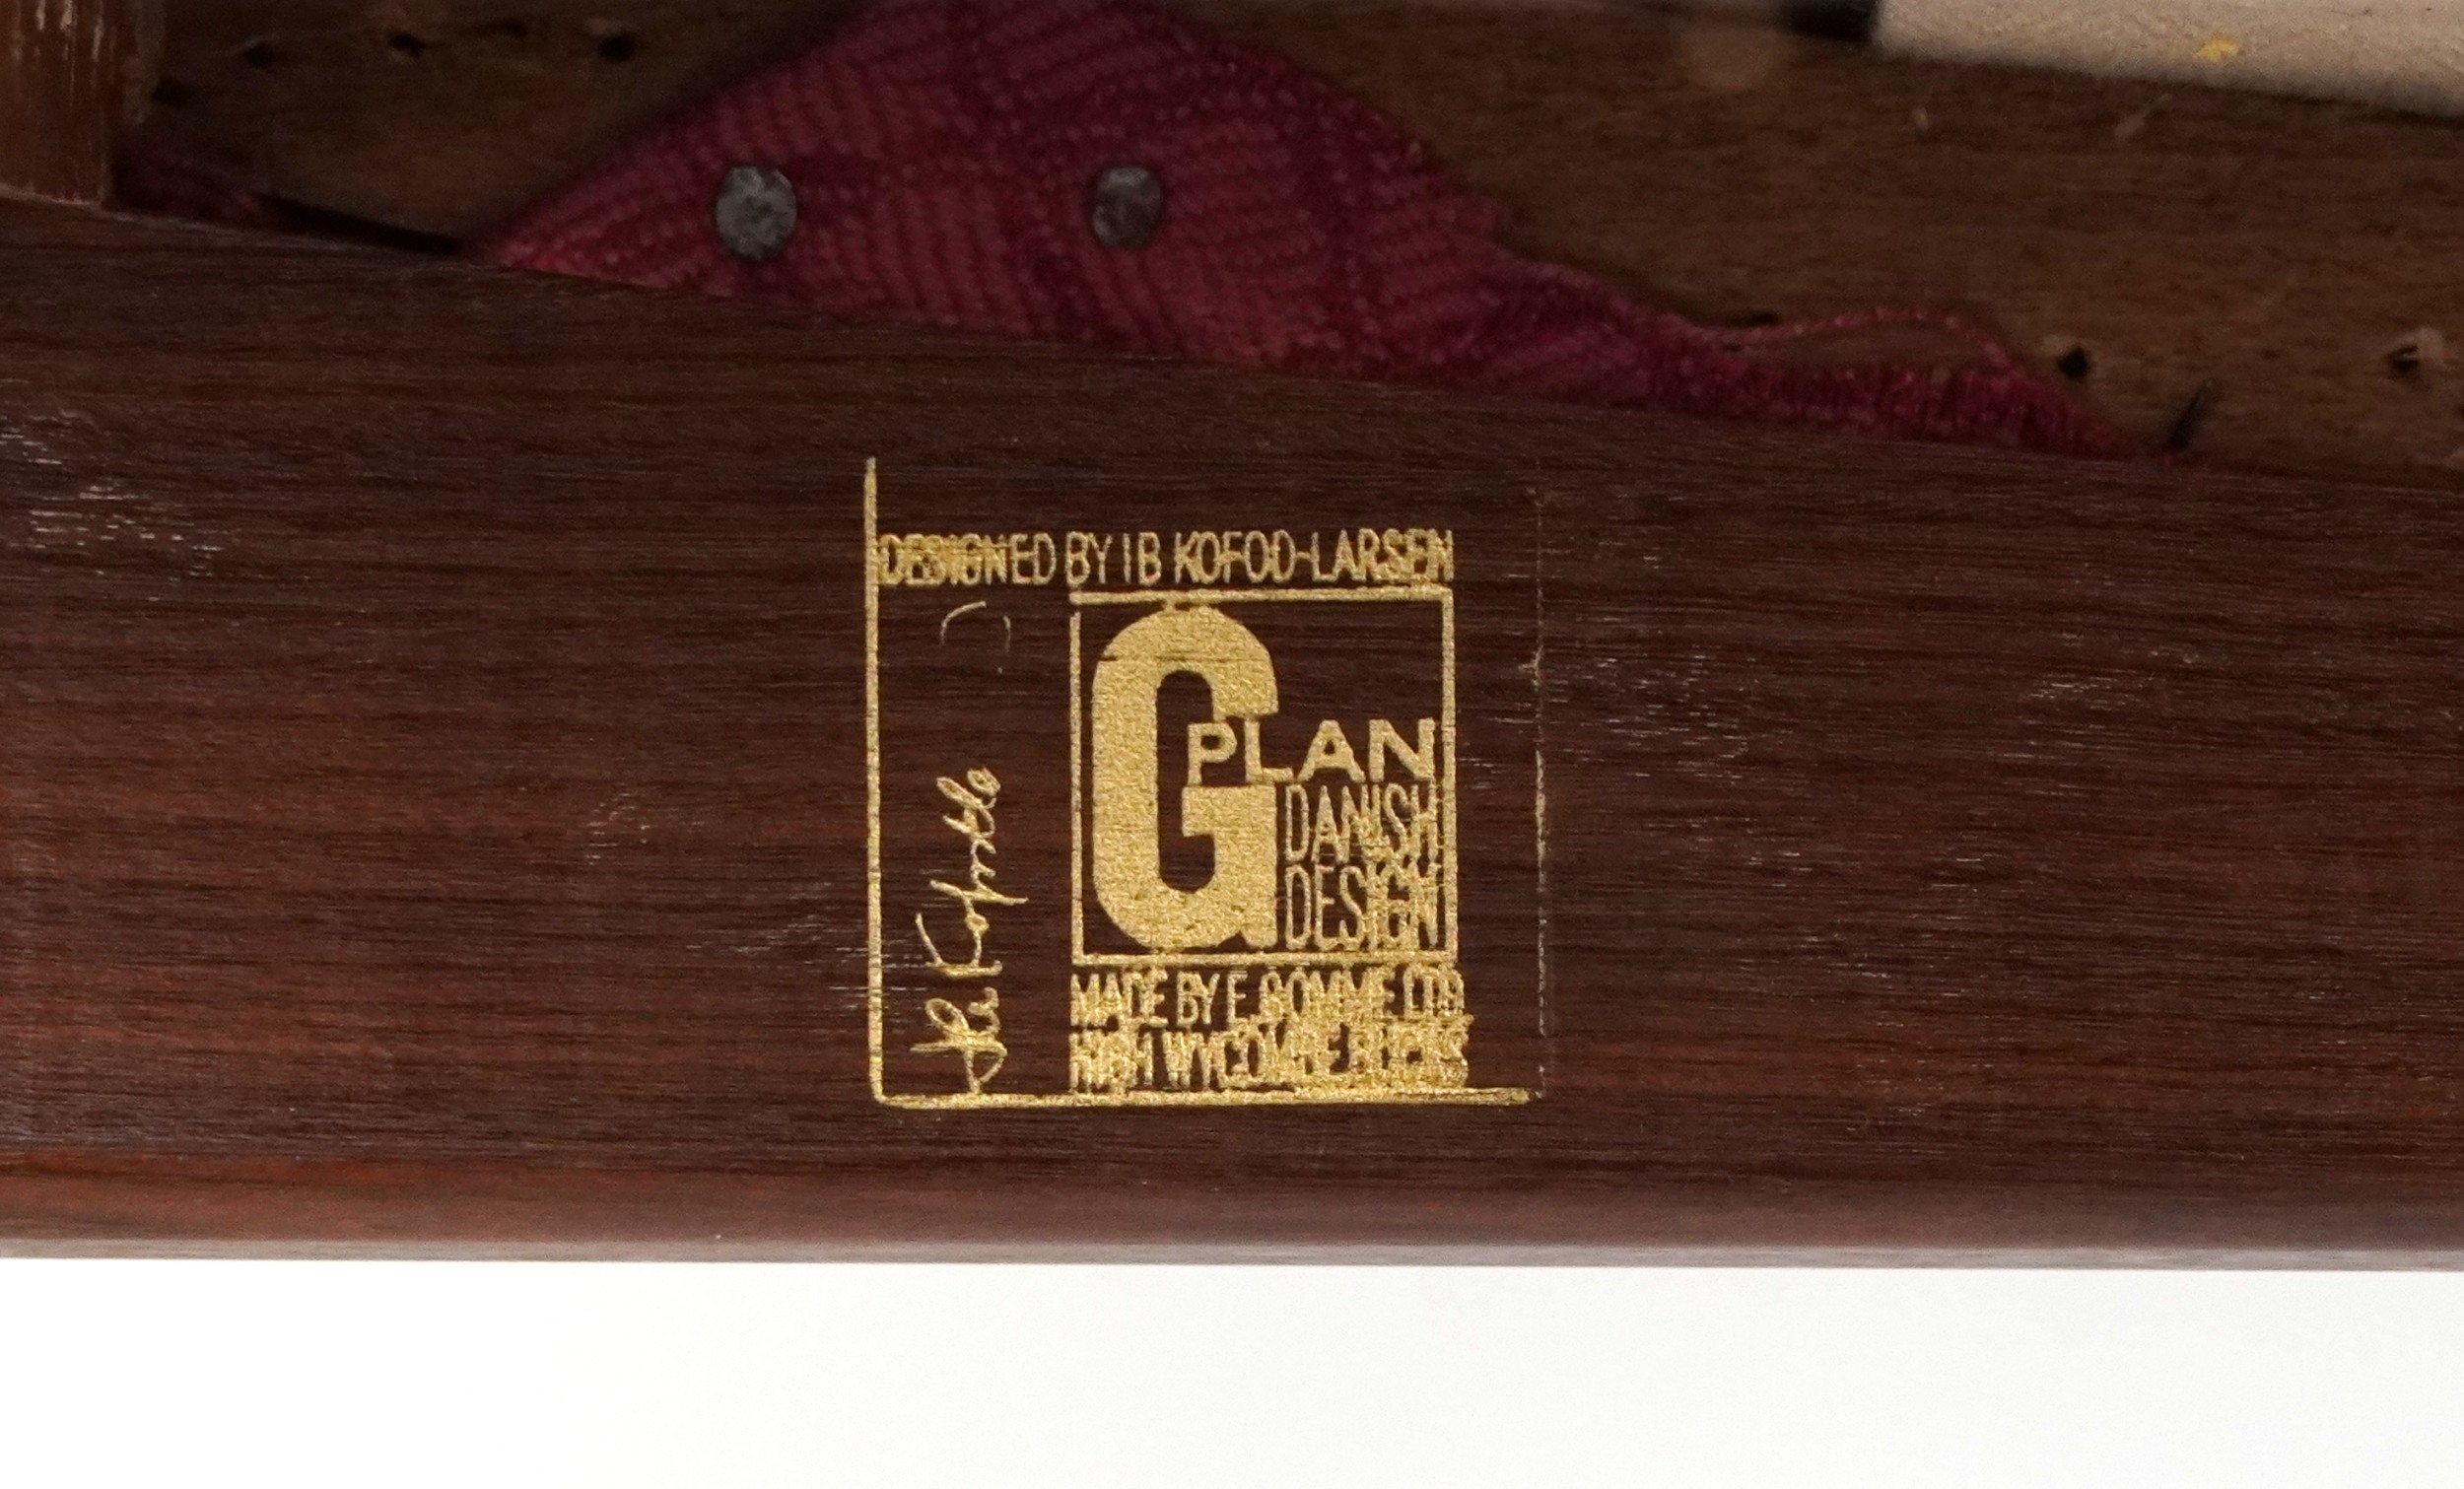 DESIGNED BY IB KOFOD-LARSEN
G PLAN
DANISH
DESIGN
MADE BY E. GOMME LTD.
HIGH WYCOMBE, BUCKS